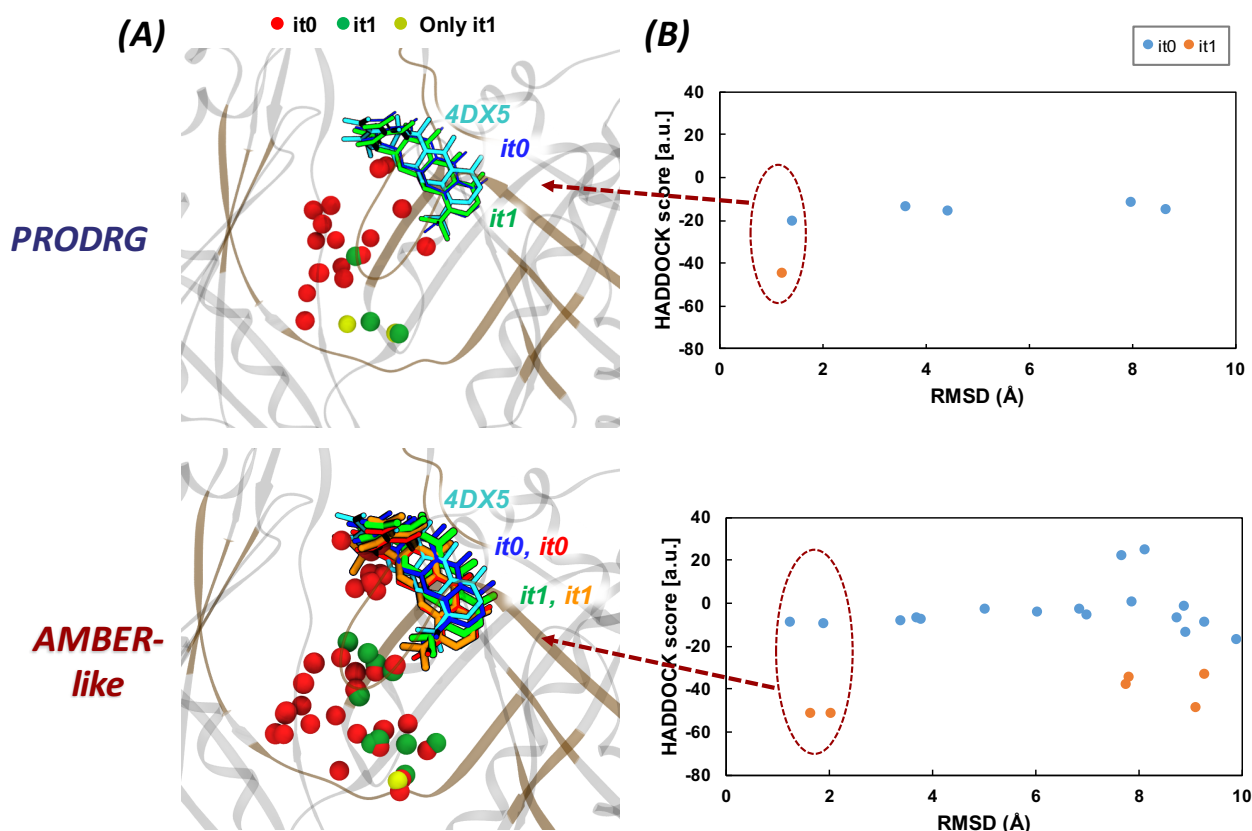 (A)
it0 it1 Only it1
(B)
it0 it1
PRODRG
4DX5
it0
it1
HADDOCK score [a.u.]
40
20
0
-20
-40
-60
-80
0 2 4 6 8 10
RMSD (Å)
AMBER-
like
4DX5
it0, it0
it1, it1
HADDOCK score [a.u.]
40
20
0
-20
-40
-60
-80
0 2 4 6 8 10
RMSD (Å)